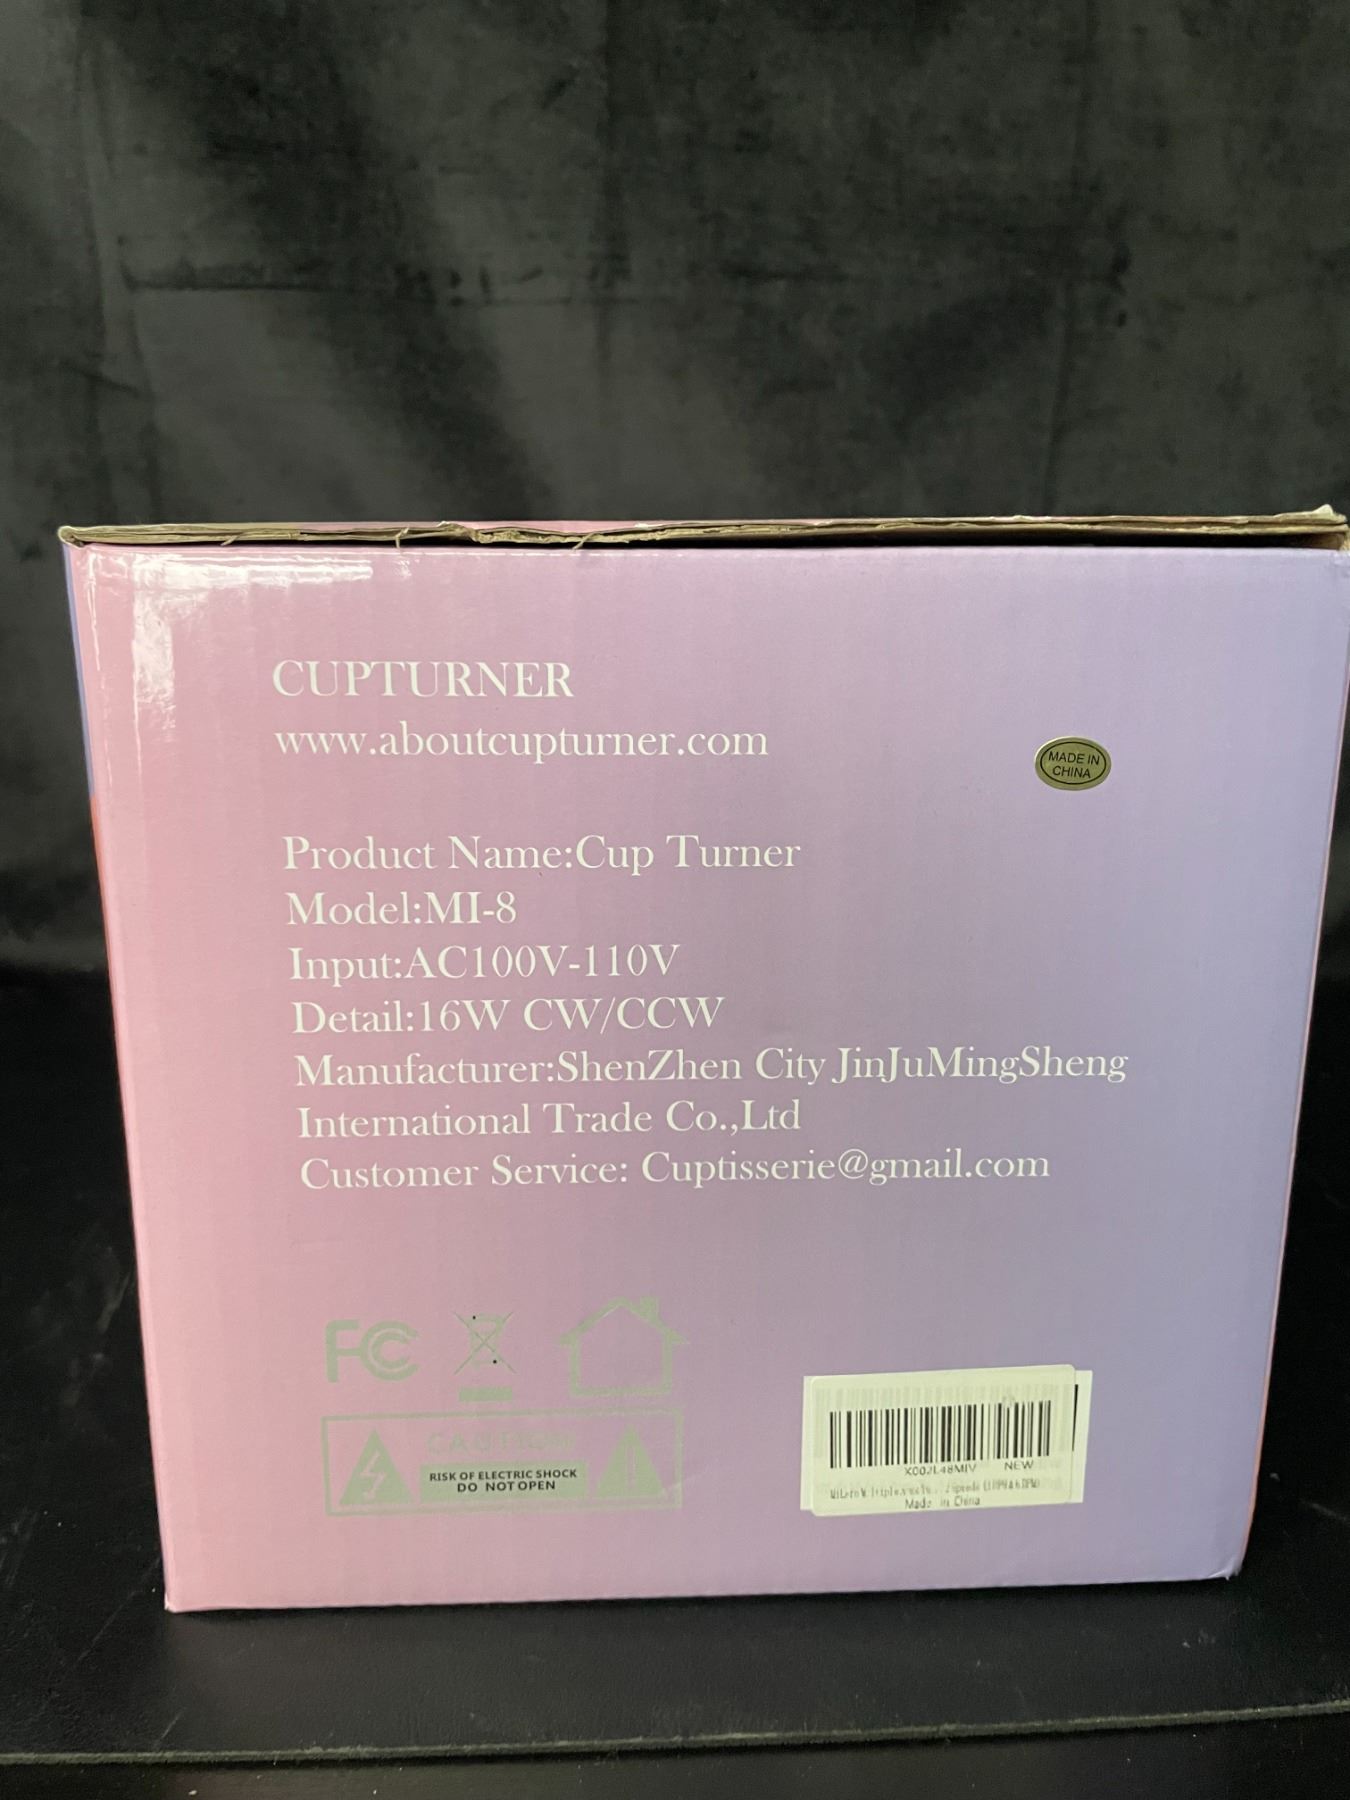 CUPTURNER
www.aboutcupturner.com
MADE IN
CHINA
Product Name:Cup Turner
Model:MI-8
Input:AC100V-110V
Detail:16W CW/CCW
Manufacturer:ShenZhen City JinJuMingSheng
International Trade Co.,Ltd
Customer Service: Cuptisserie@gmail.com
FC
CAUTION
RISK OF ELECTRIC SHOCK
DO NOT OPEN
X002L48MIV NEW
Made in China